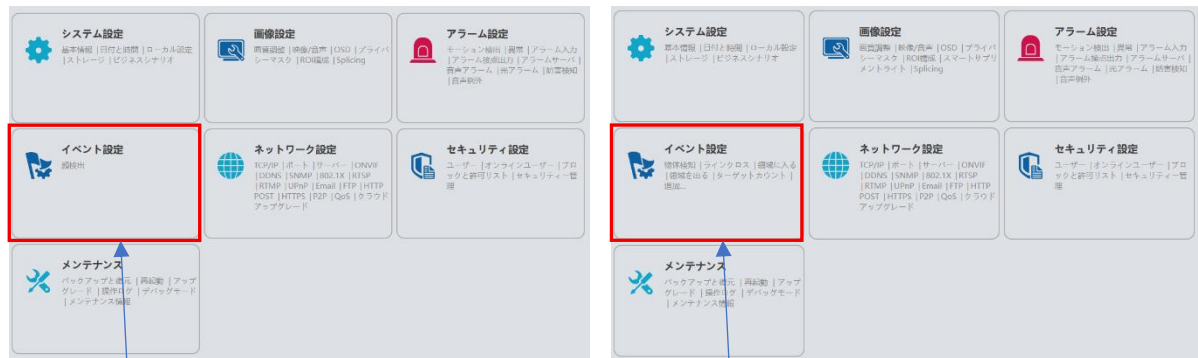 システム設定
基本情報 | 日付と時間 | ローカル設定
| ストレージ | ビジネスシナリオ
画像設定
画質調整 | 映像/音声 | OSD | プライバ
シーマスク | ROI構成 | Splicing
アラーム設定
モーション検出 | 異常 | アラーム入力
| アラーム接点出力 | アラームサーバ |
音声アラーム | 光アラーム | 妨害検知
| 音声例外
イベント設定
顔検出
ネットワーク設定
TCP/IP | ポート | サーバー | ONVIF
| DDNS | SNMP | 802.1X | RTSP
| RTMP | UPnP | Email | FTP | HTTP
POST | HTTPS | P2P | QoS | クラウド
アップグレード
セキュリティ設定
ユーザー | オンラインユーザー | ブロ
ックと許可リスト | セキュリティー管
理
メンテナンス
バックアップと復元 | 再起動 | アップ
グレード | 操作ログ | デバッグモード
| メンテナンス情報
システム設定
基本情報 | 日付と時間 | ローカル設定
| ストレージ | ビジネスシナリオ
画像設定
画質調整 | 映像/音声 | OSD | プライバ
シーマスク | ROI構成 | スマートサプリ
メントライト | Splicing
アラーム設定
モーション検出 | 異常 | アラーム入力
| アラーム接点出力 | アラームサーバ |
音声アラーム | 光アラーム | 妨害検知
| 音声例外
イベント設定
物体検知 | ラインクロス | 領域に入る
| 領域を出る | ターゲットカウント |
追加...
ネットワーク設定
TCP/IP | ポート | サーバー | ONVIF
| DDNS | SNMP | 802.1X | RTSP
| RTMP | UPnP | Email | FTP | HTTP
POST | HTTPS | P2P | QoS | クラウド
アップグレード
セキュリティ設定
ユーザー | オンラインユーザー | ブロ
ックと許可リスト | セキュリティー管
理
メンテナンス
バックアップと復元 | 再起動 | アップ
グレード | 操作ログ | デバッグモード
| メンテナンス情報